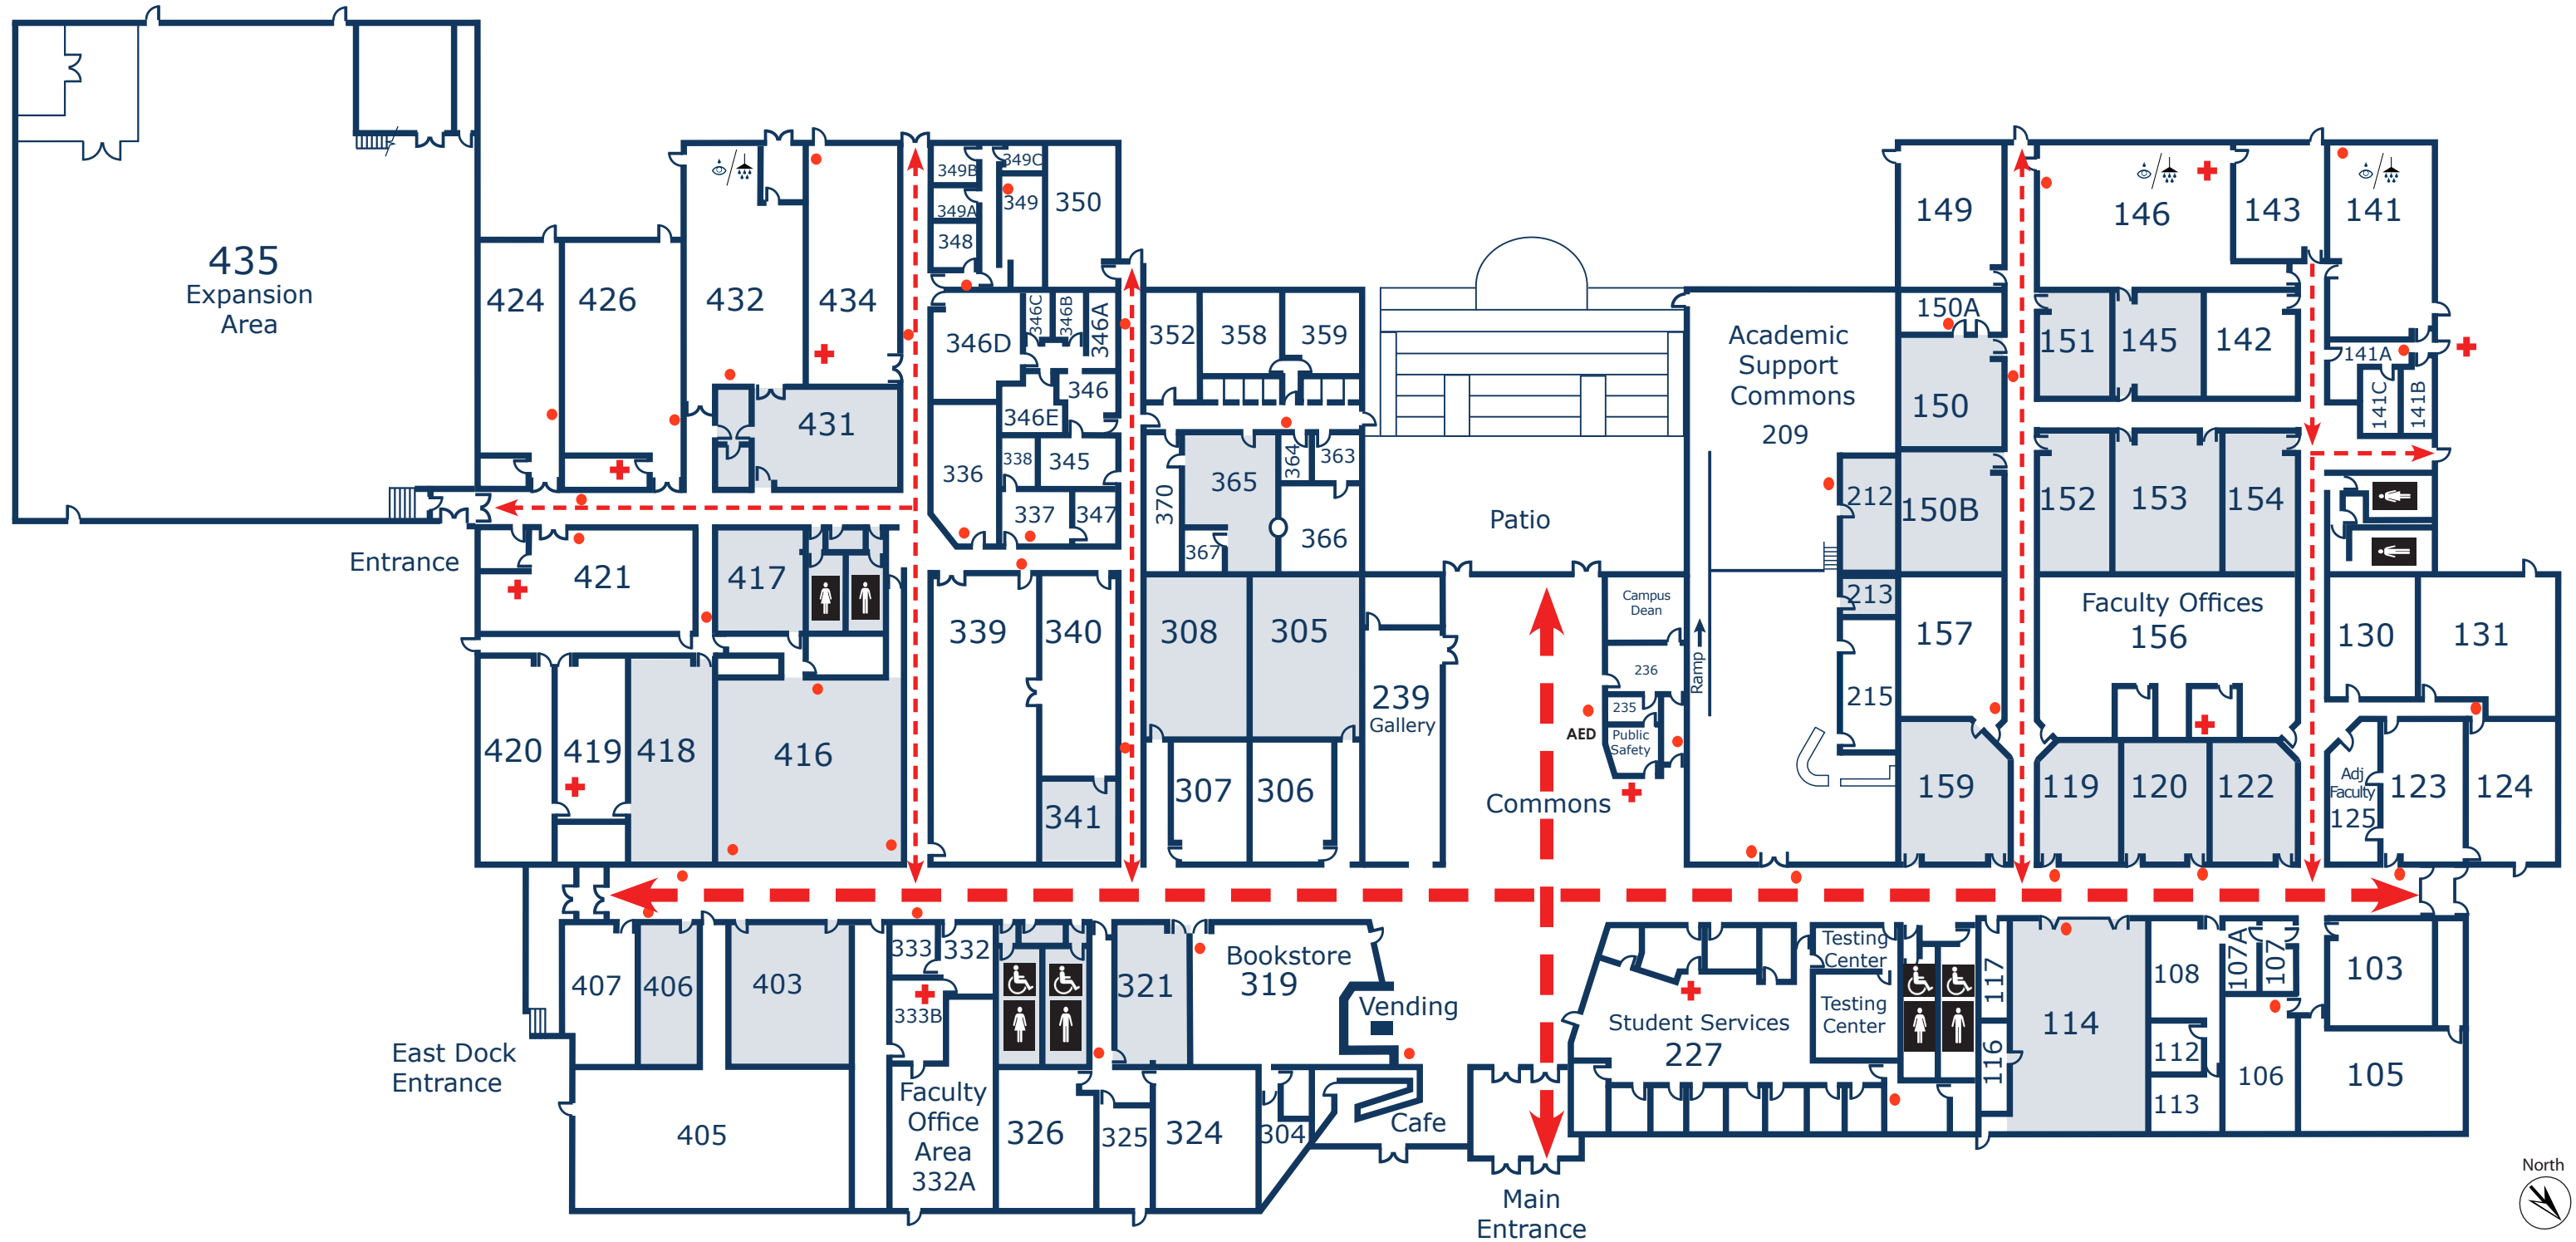 435
Expansion
Area
424
426
432
434
431
349B
349C
349A
349
350
348
346D
346C
346B
346A
346
346E
336
338
345
337
347
352
358
359
370
365
364
363
367
366
Patio
Academic
Support
Commons
209
149
146
143
141
150A
150
151
145
142
141A
141C
141B
212
150B
152
153
154
Entrance
421
417
339
340
341
308
305
307
306
239
Gallery
Campus
Dean
236
235
Public
Safety
AED
Ramp
Commons
213
215
157
159
Faculty Offices
156
119
120
122
130
131
Adj
Faculty
125
123
124
420
419
418
416
407
406
403
405
East Dock
Entrance
333
332
333B
Faculty
Office
Area
332A
326
325
324
321
Bookstore
319
Vending
304
Cafe
Main
Entrance
Student Services
227
Testing
Center
Testing
Center
117
116
114
108
107A
107
112
113
106
103
105
North